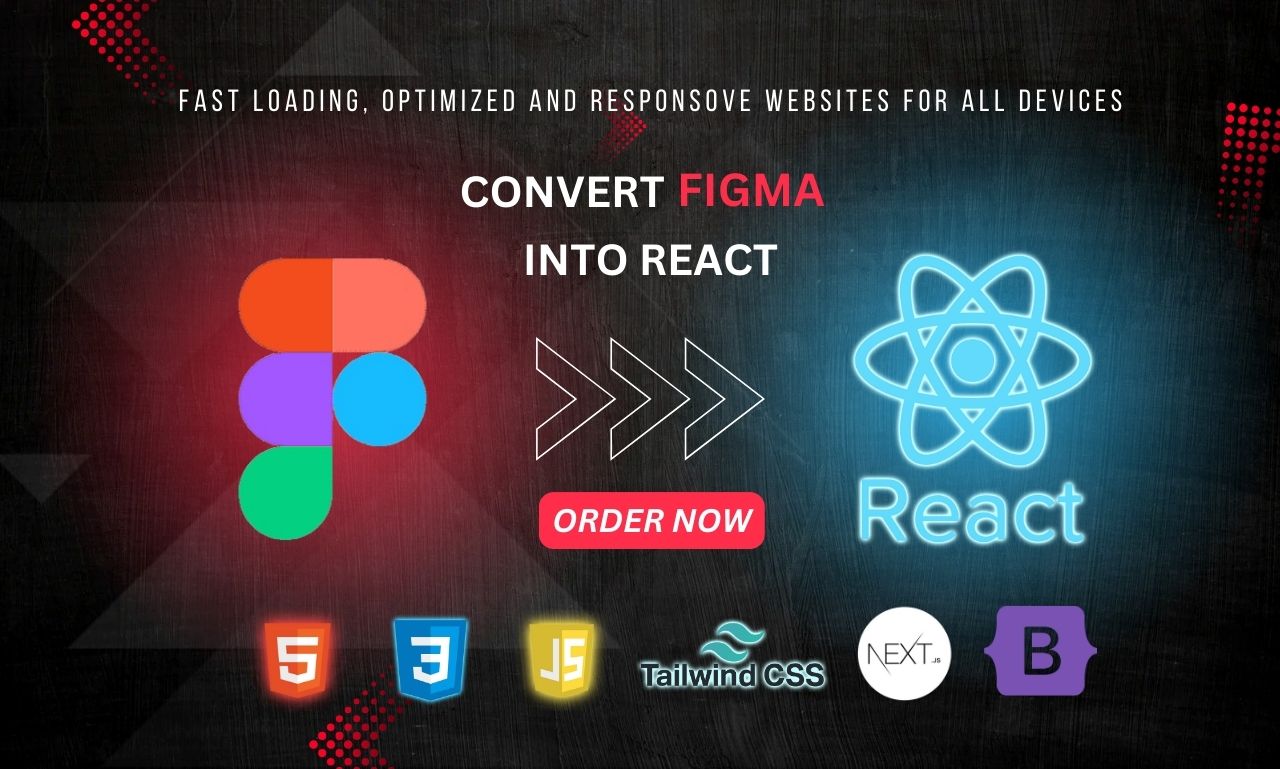 FAST LOADING, OPTIMIZED AND RESPONSOVE WEBSITES FOR ALL DEVICES
CONVERT FIGMA
INTO REACT
ORDER NOW
React
5
3
JS
Tailwind CSS
NEXT.JS
B